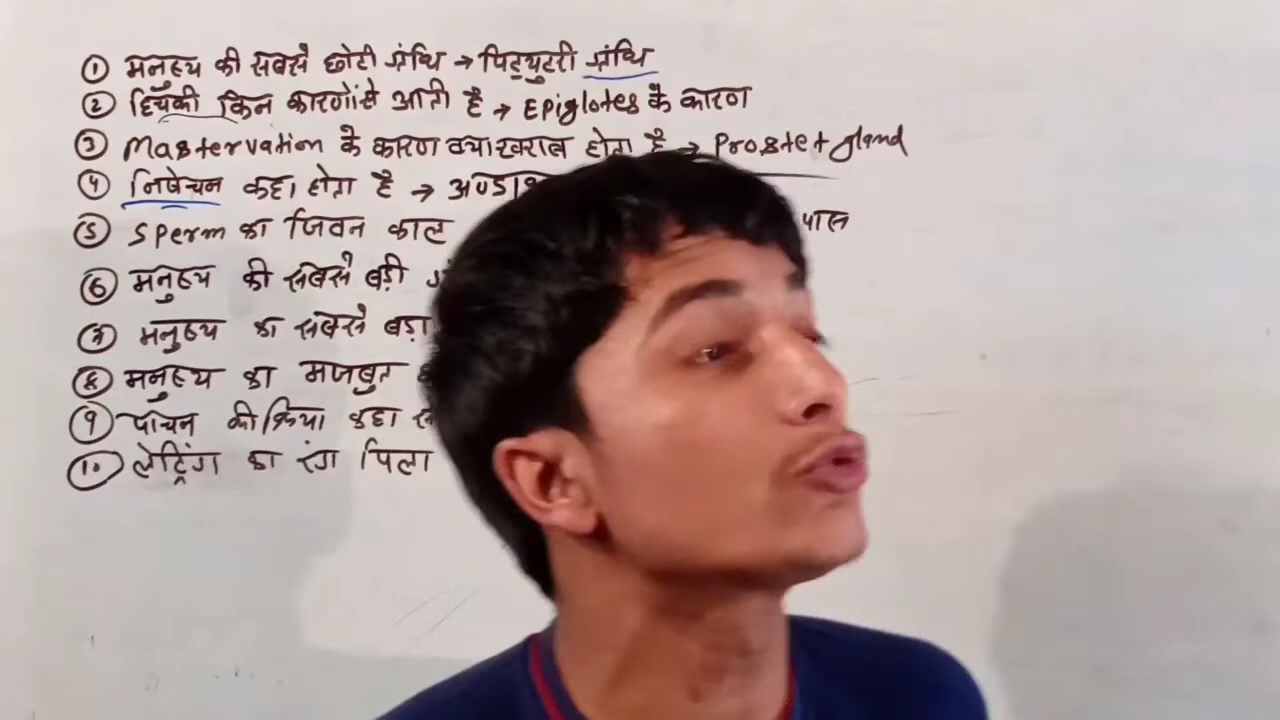 ① मनुष्य की सबसे छोटी ग्रंथि → पिट्युटरी ग्रंथि
② हिचकी किन कारणोंसे आती है → Epiglotes के कारण
③ Mastervation के कारण क्या खराब होता है → Prostet gland
④ निषेचन कहा होता है →
⑤ Sperm का जिवन काल पास
⑥ मनुष्य की सबसे बड़ी
⑦ मनुष्य का सबसे बड़ा
⑧ मनुष्य का मजबुत
⑨ पाचन की क्रिया कहा
⑩ लेट्रिंग का रंग पिला